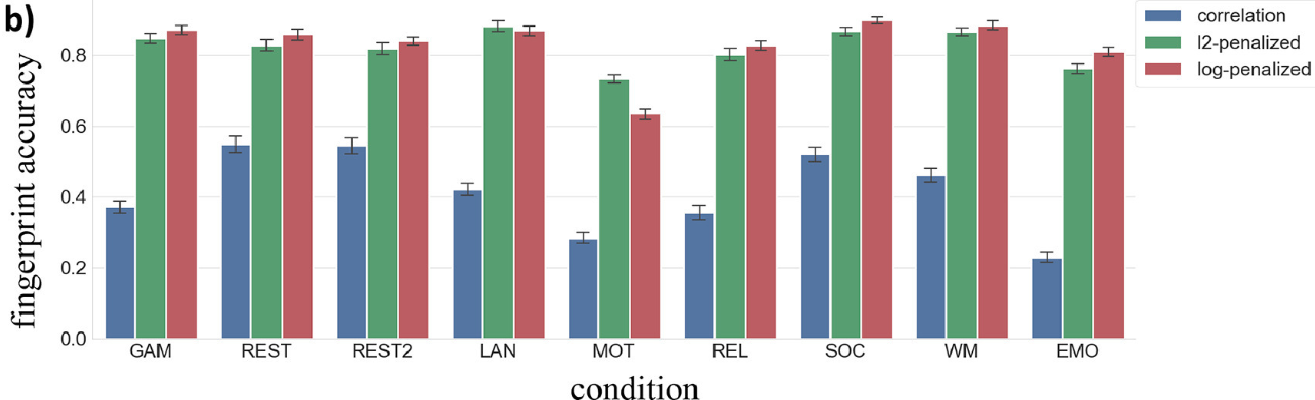 b)
correlation
l2-penalized
log-penalized
fingerprint accuracy
0.8
0.6
0.4
0.2
0.0
GAM REST REST2 LAN MOT REL SOC WM EMO
condition